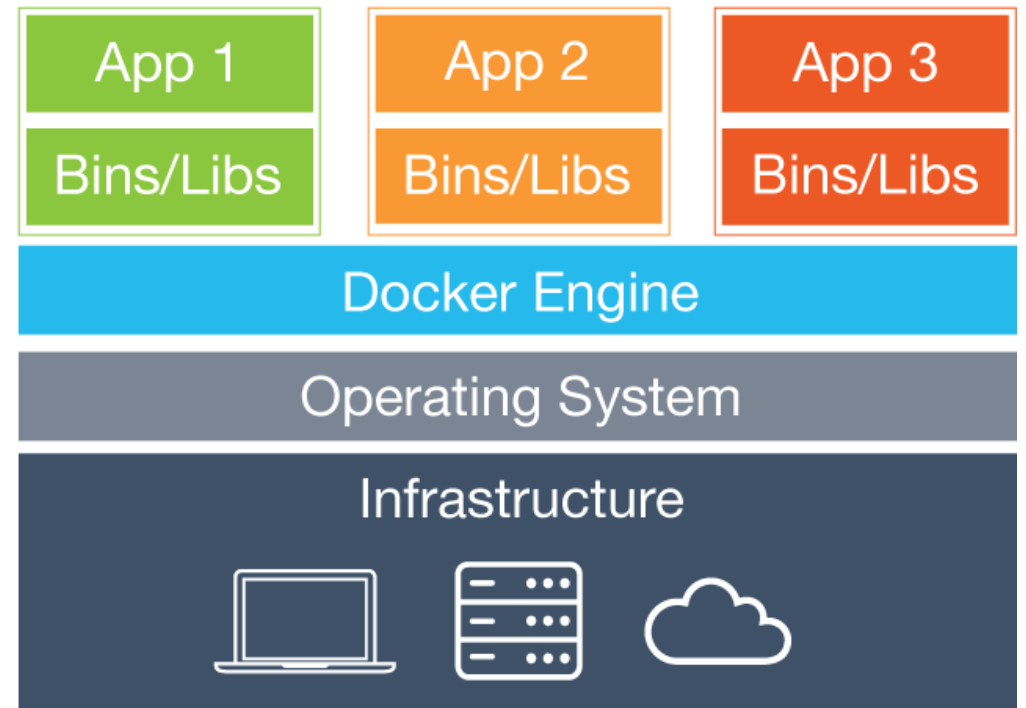 App 1
App 2
App 3
Bins/Libs
Bins/Libs
Bins/Libs
Docker Engine
Operating System
Infrastructure